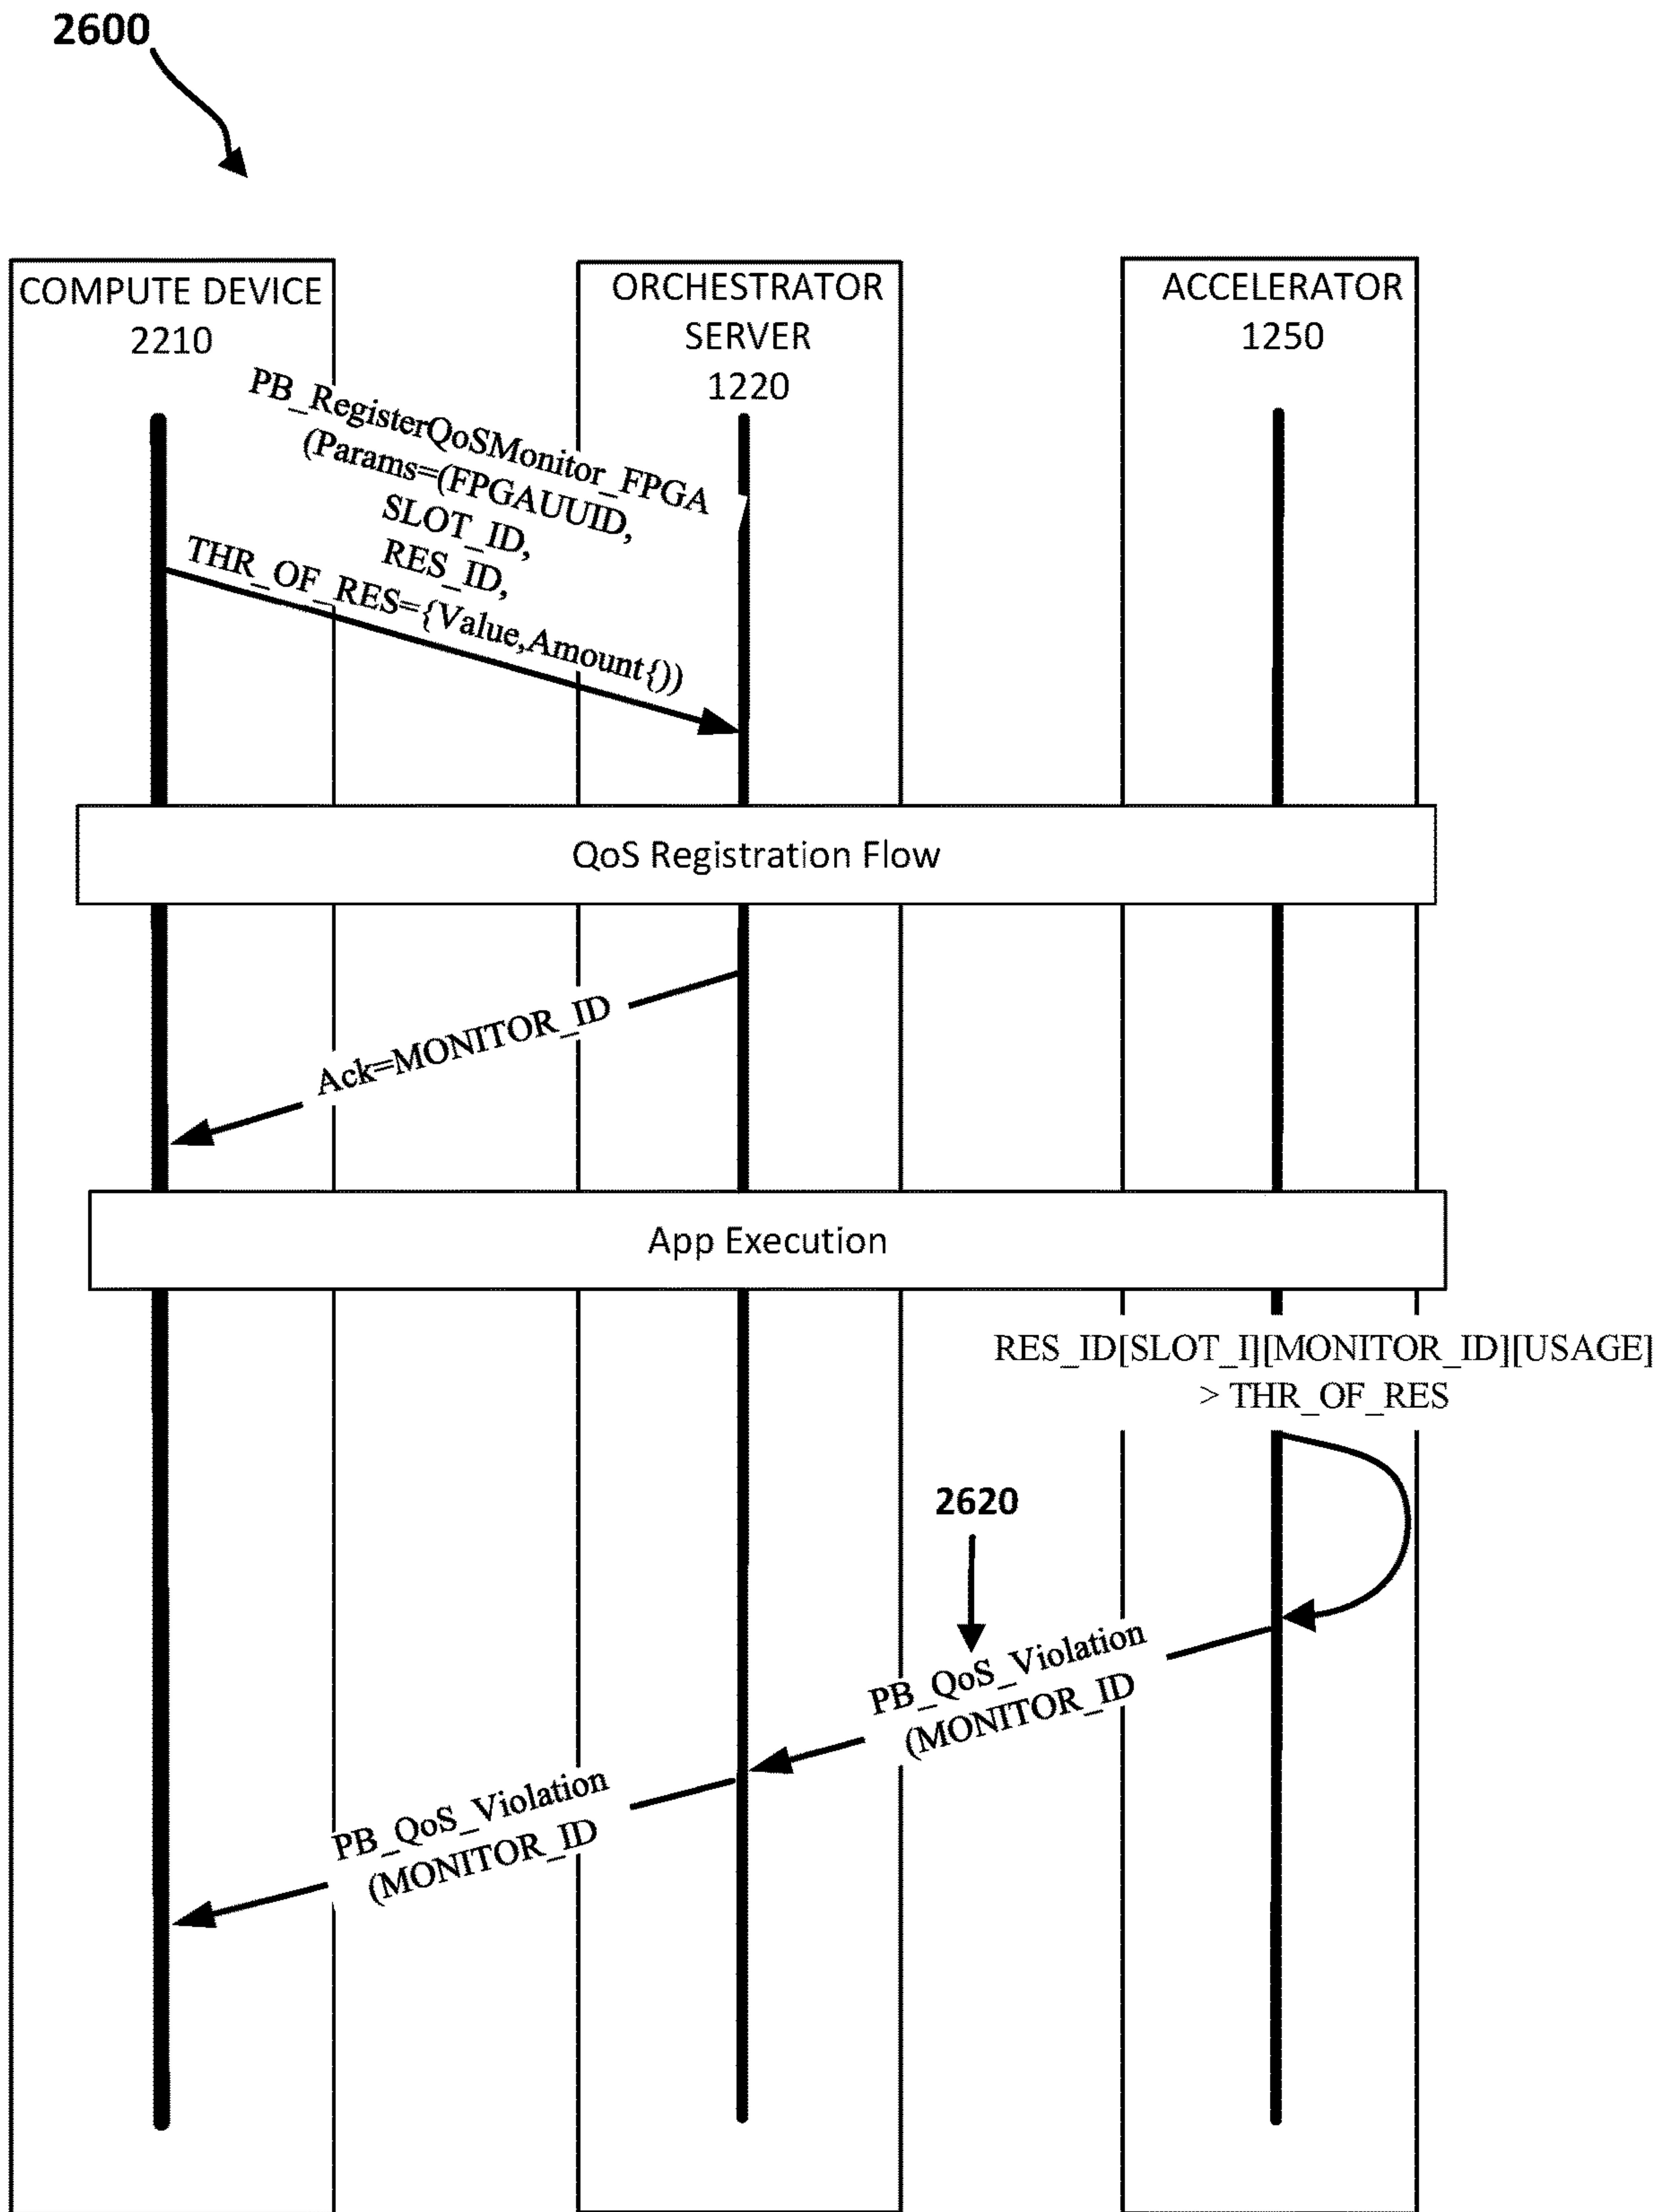 2600
COMPUTE DEVICE
2210
ORCHESTRATOR
SERVER
1220
ACCELERATOR
1250
PB_RegisterQoSMonitor_FPGA
(Params=(FPGAUUID,
SLOT_ID,
RES_ID,
THR_OF_RES={Value,Amount{))
QoS Registration Flow
Ack=MONITOR_ID
App Execution
RES_ID[SLOT_I][MONITOR_ID][USAGE]
> THR_OF_RES
2620
PB_QoS_Violation
(MONITOR_ID
PB_QoS_Violation
(MONITOR_ID